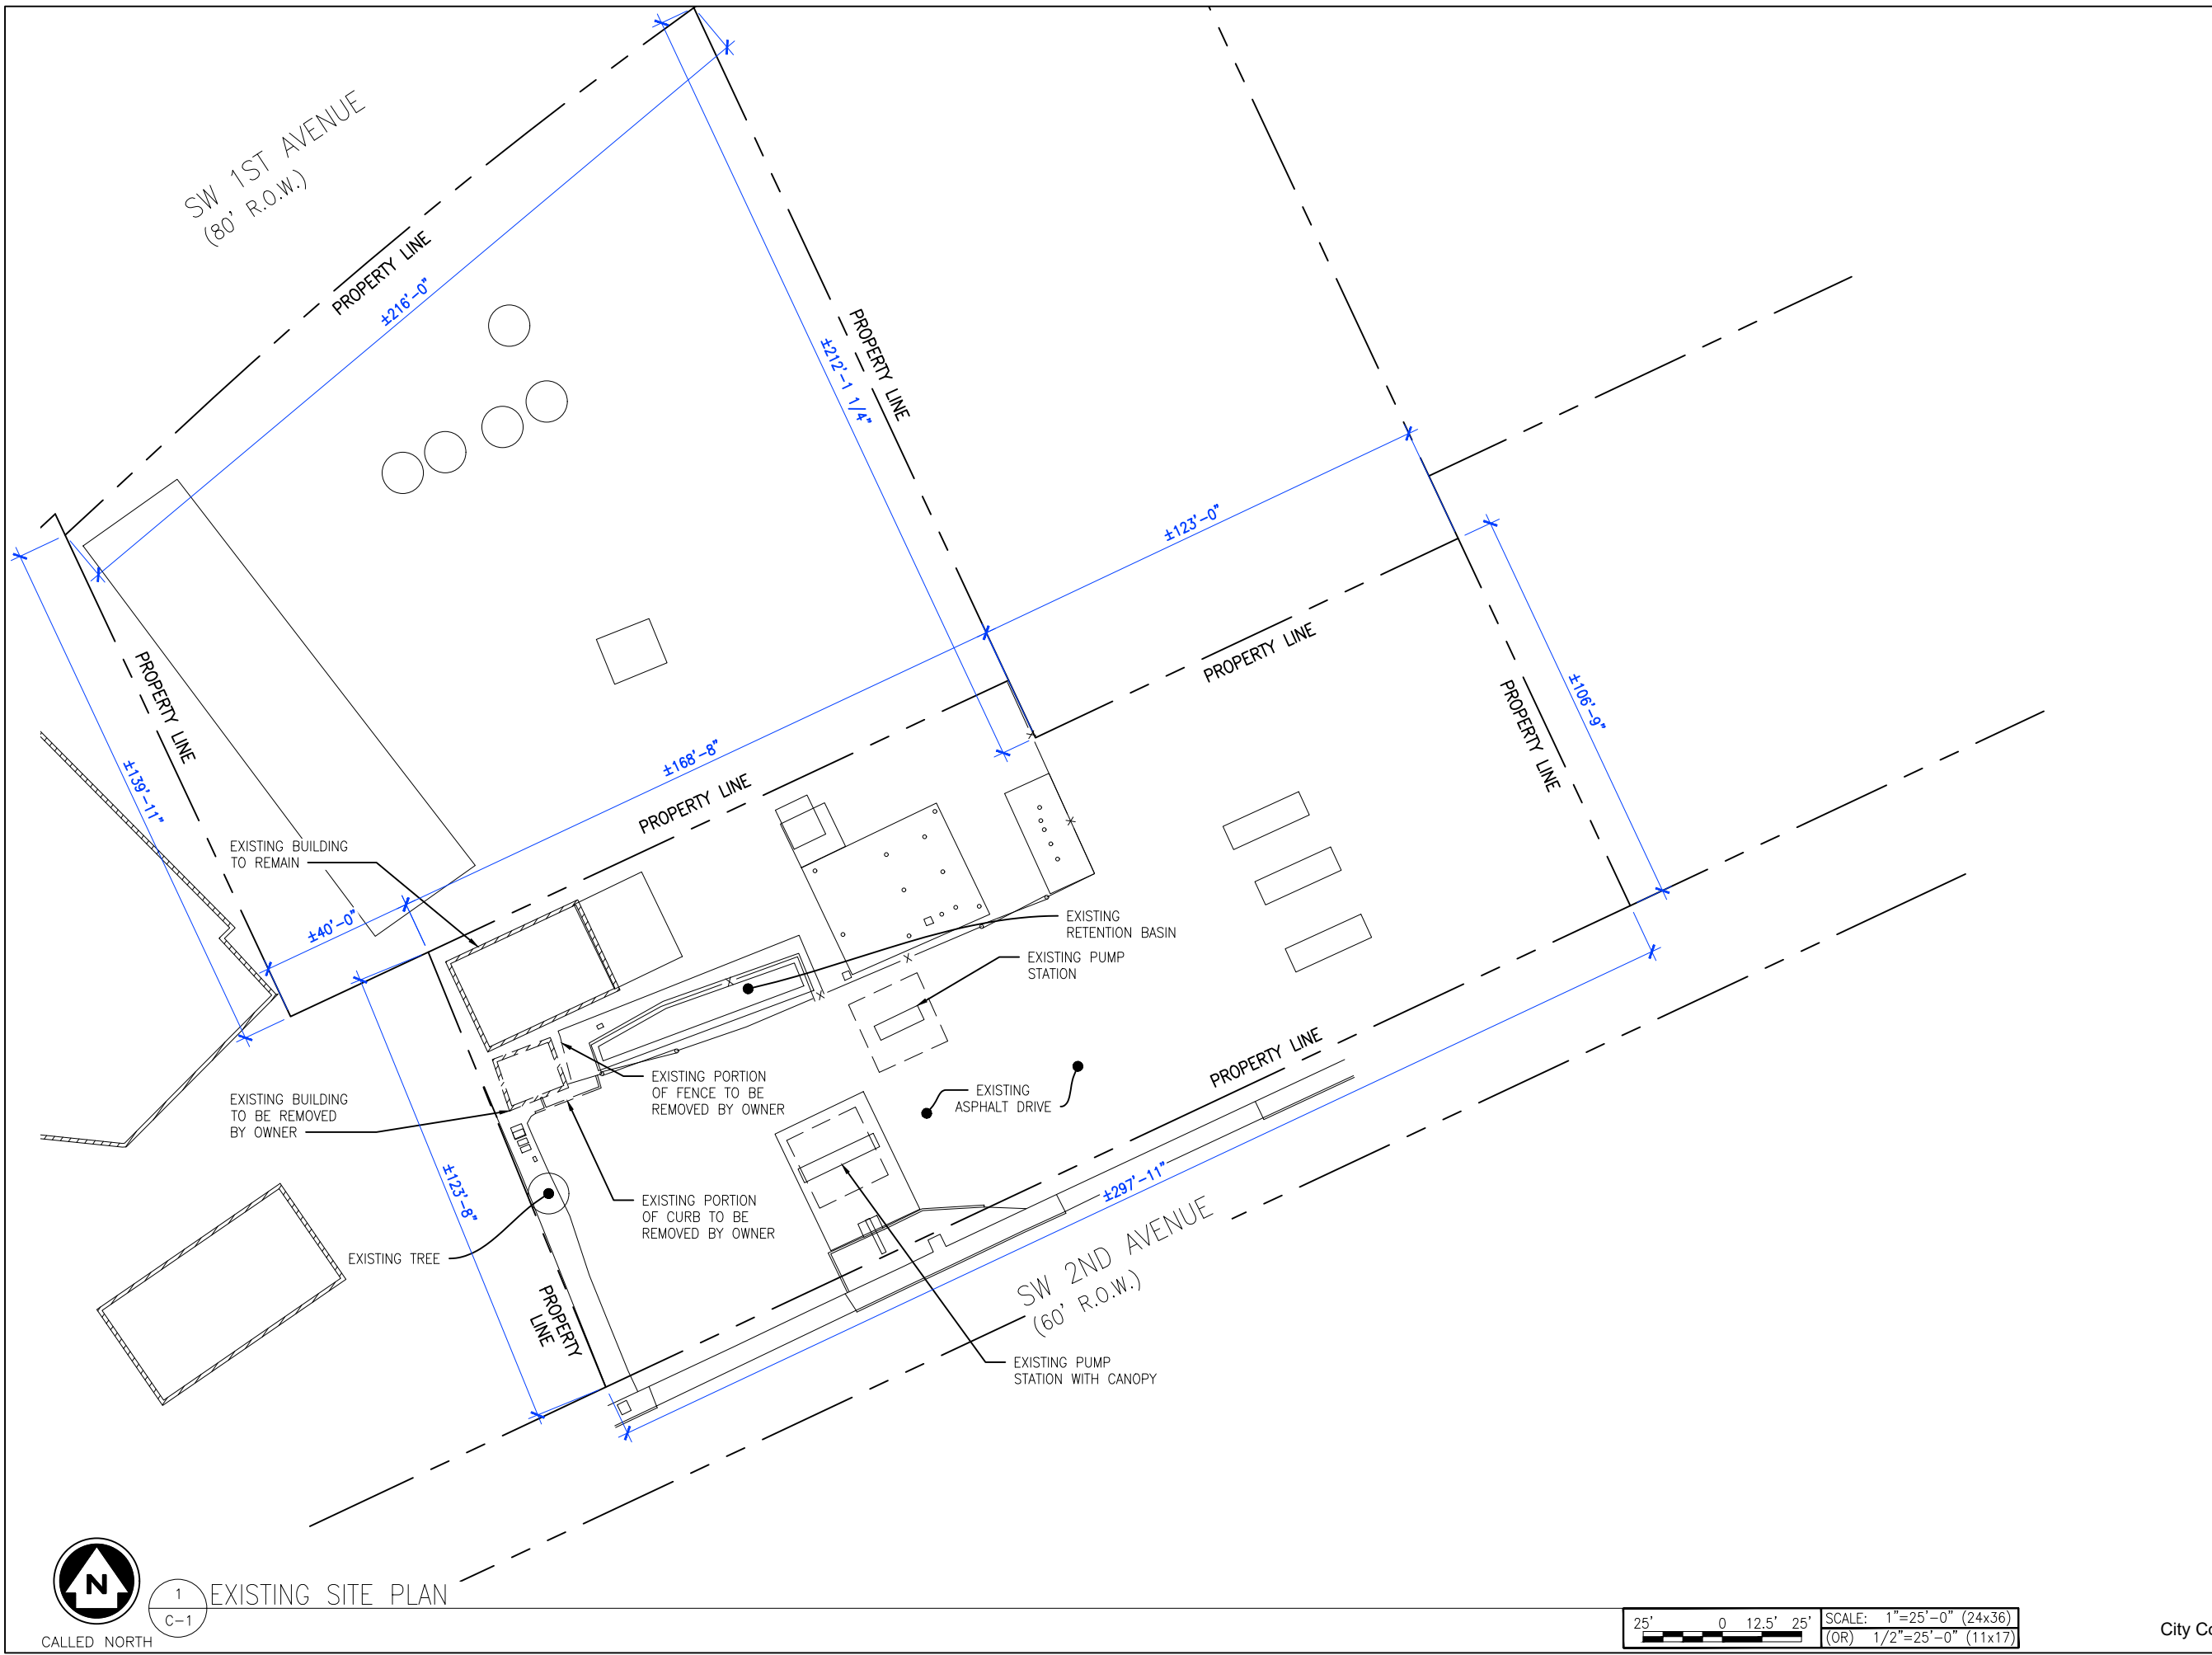 SW 1ST AVENUE
(80' R.O.W.)
PROPERTY LINE
±216'-0"
PROPERTY LINE
±212'-1 1/4"
±123'-0"
PROPERTY LINE
PROPERTY LINE
±106'-9"
PROPERTY LINE
±139'-11"
±168'-8"
PROPERTY LINE
EXISTING BUILDING
TO REMAIN
±40'-0"
EXISTING
RETENTION BASIN
EXISTING PUMP
STATION
EXISTING PORTION
OF FENCE TO BE
REMOVED BY OWNER
EXISTING
ASPHALT DRIVE
PROPERTY LINE
EXISTING BUILDING
TO BE REMOVED
BY OWNER
±123'-8"
EXISTING PORTION
OF CURB TO BE
REMOVED BY OWNER
EXISTING TREE
±297'-11"
SW 2ND AVENUE
(60' R.O.W.)
PROPERTY
LINE
EXISTING PUMP
STATION WITH CANOPY
N
CALLED NORTH
1
C-1
EXISTING SITE PLAN
25' 0 12.5' 25'
SCALE: 1"=25'-0" (24x36)
(OR) 1/2"=25'-0" (11x17)
City Co